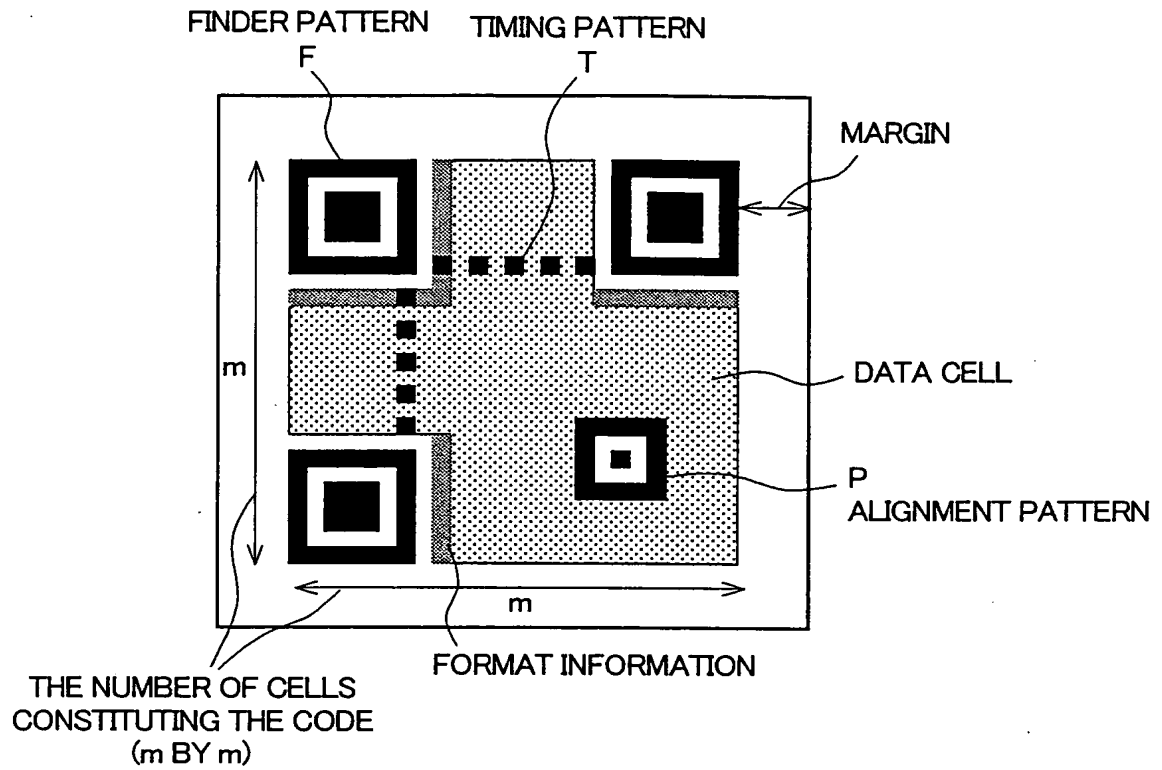 FINDER PATTERN
F
TIMING PATTERN
T
MARGIN
m
DATA CELL
P
ALIGNMENT PATTERN
m
FORMAT INFORMATION
THE NUMBER OF CELLS
CONSTITUTING THE CODE
(m BY m)